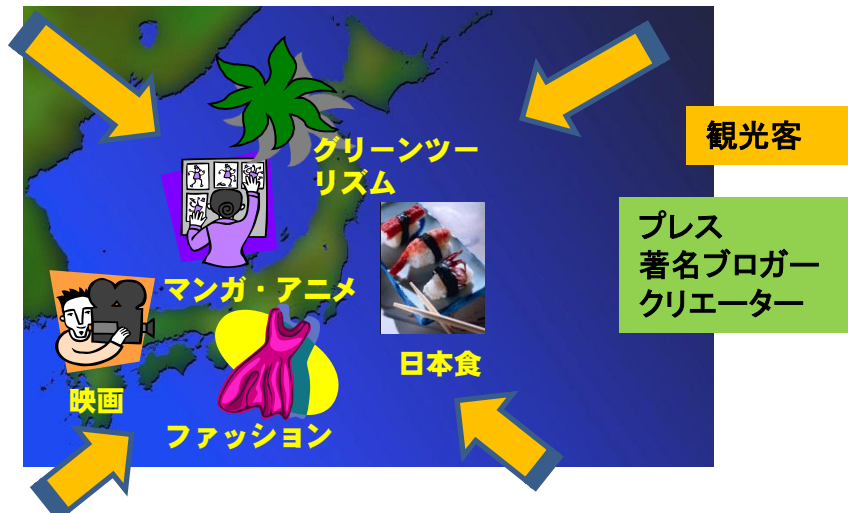 観光客
グリーンツー
リズム
プレス
著名ブロガー
クリエーター
マンガ・アニメ
日本食
映画
ファッション